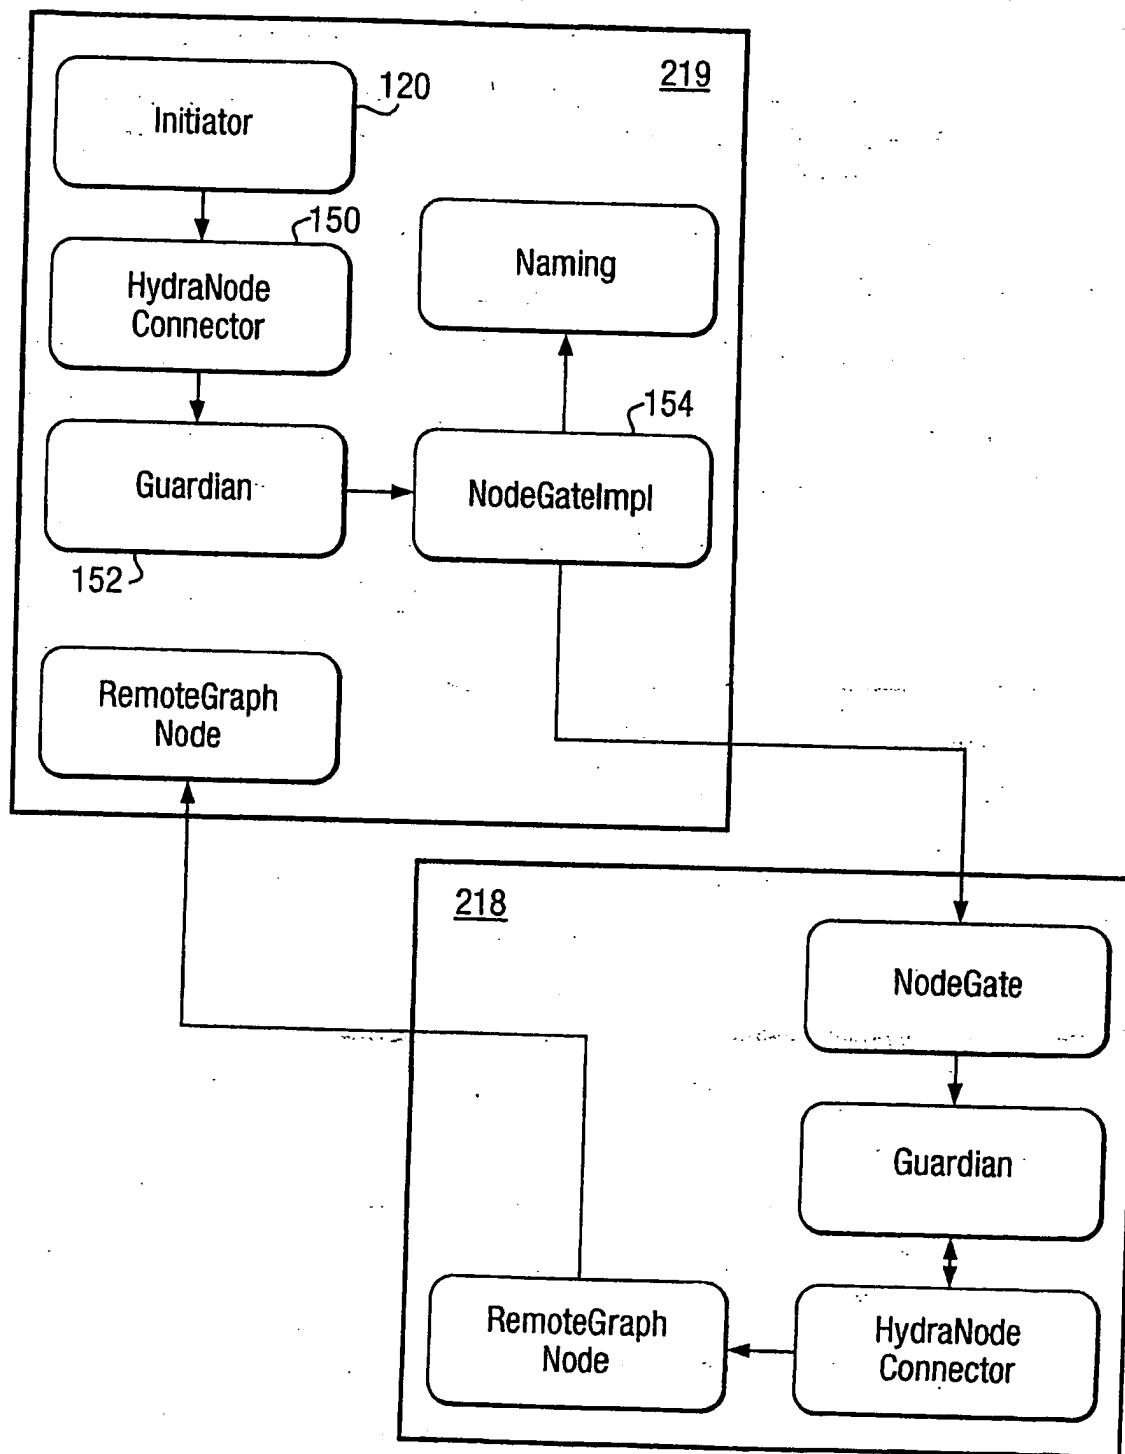 219
120
Initiator
150
Naming
HydraNode
Connector
154
Guardian
NodeGateImpl
152
RemoteGraph
Node
218
NodeGate
Guardian
RemoteGraph
Node
HydraNode
Connector